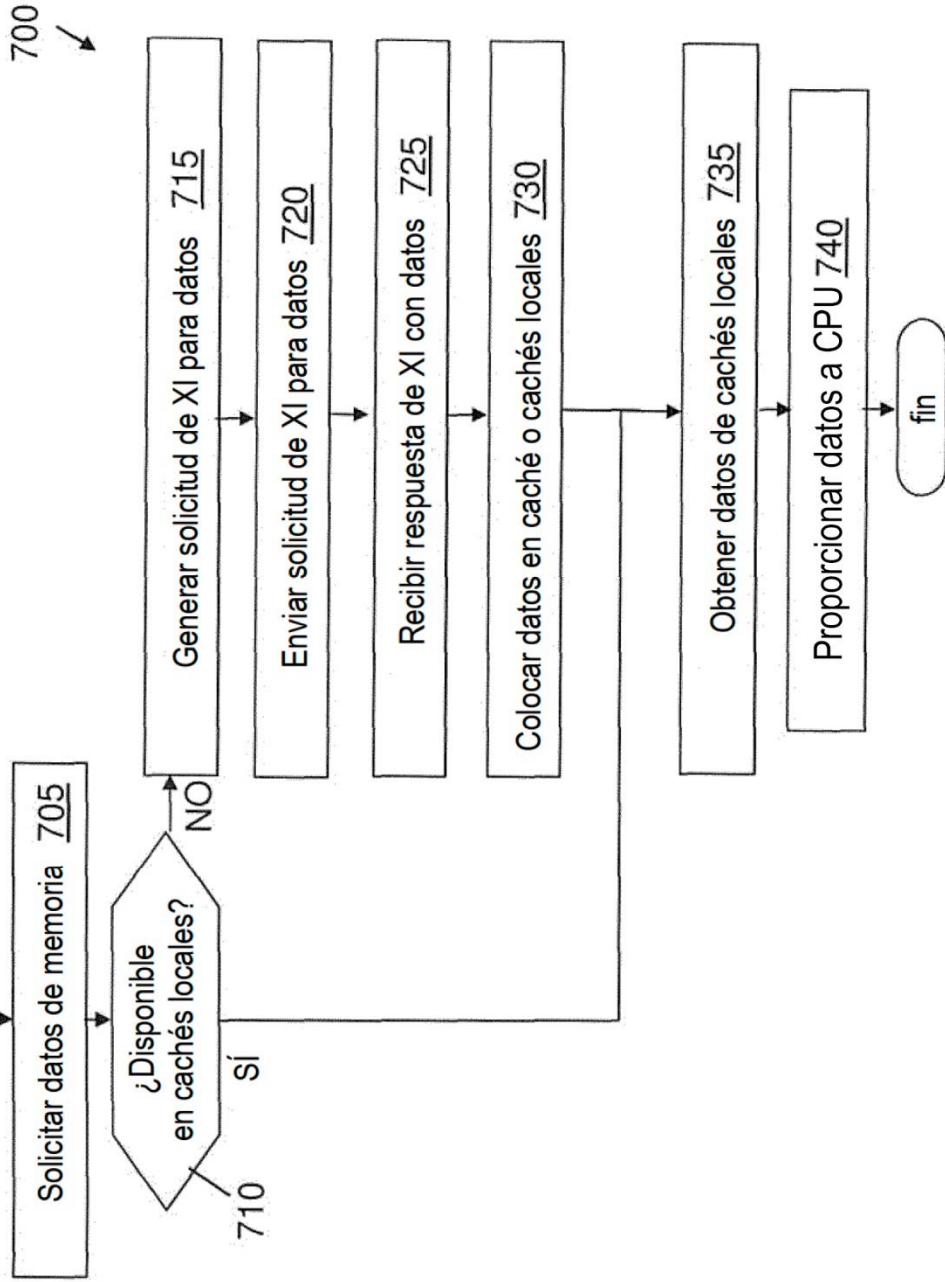 700
Solicitar datos de memoria 705
¿Disponible
en cachés locales?
710
NO
SÍ
Generar solicitud de XI para datos 715
Enviar solicitud de XI para datos 720
Recibir respuesta de XI con datos 725
Colocar datos en caché o cachés locales 730
Obtener datos de cachés locales 735
Proporcionar datos a CPU 740
fin